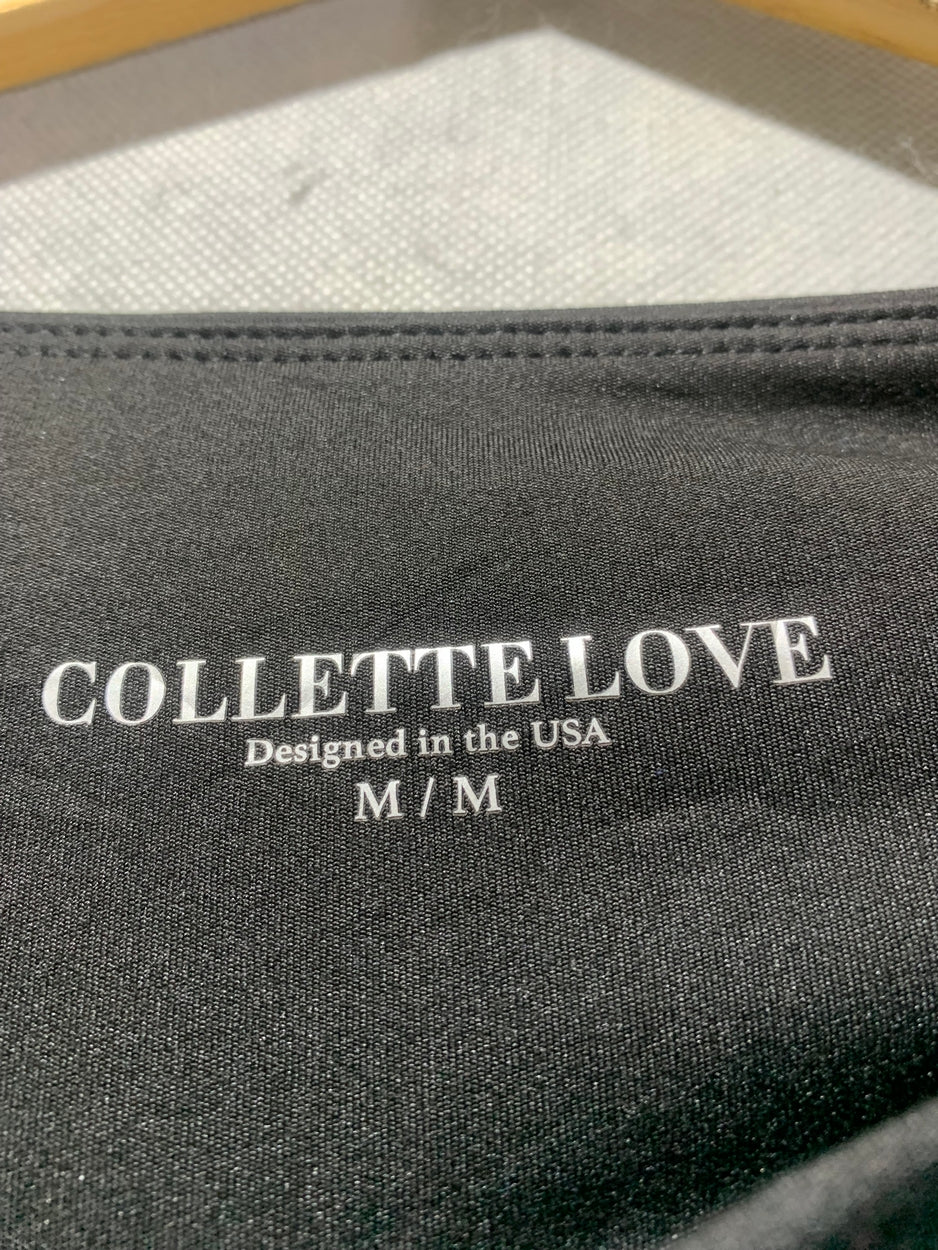 COLLETTE LOVE
Designed in the USA
M / M